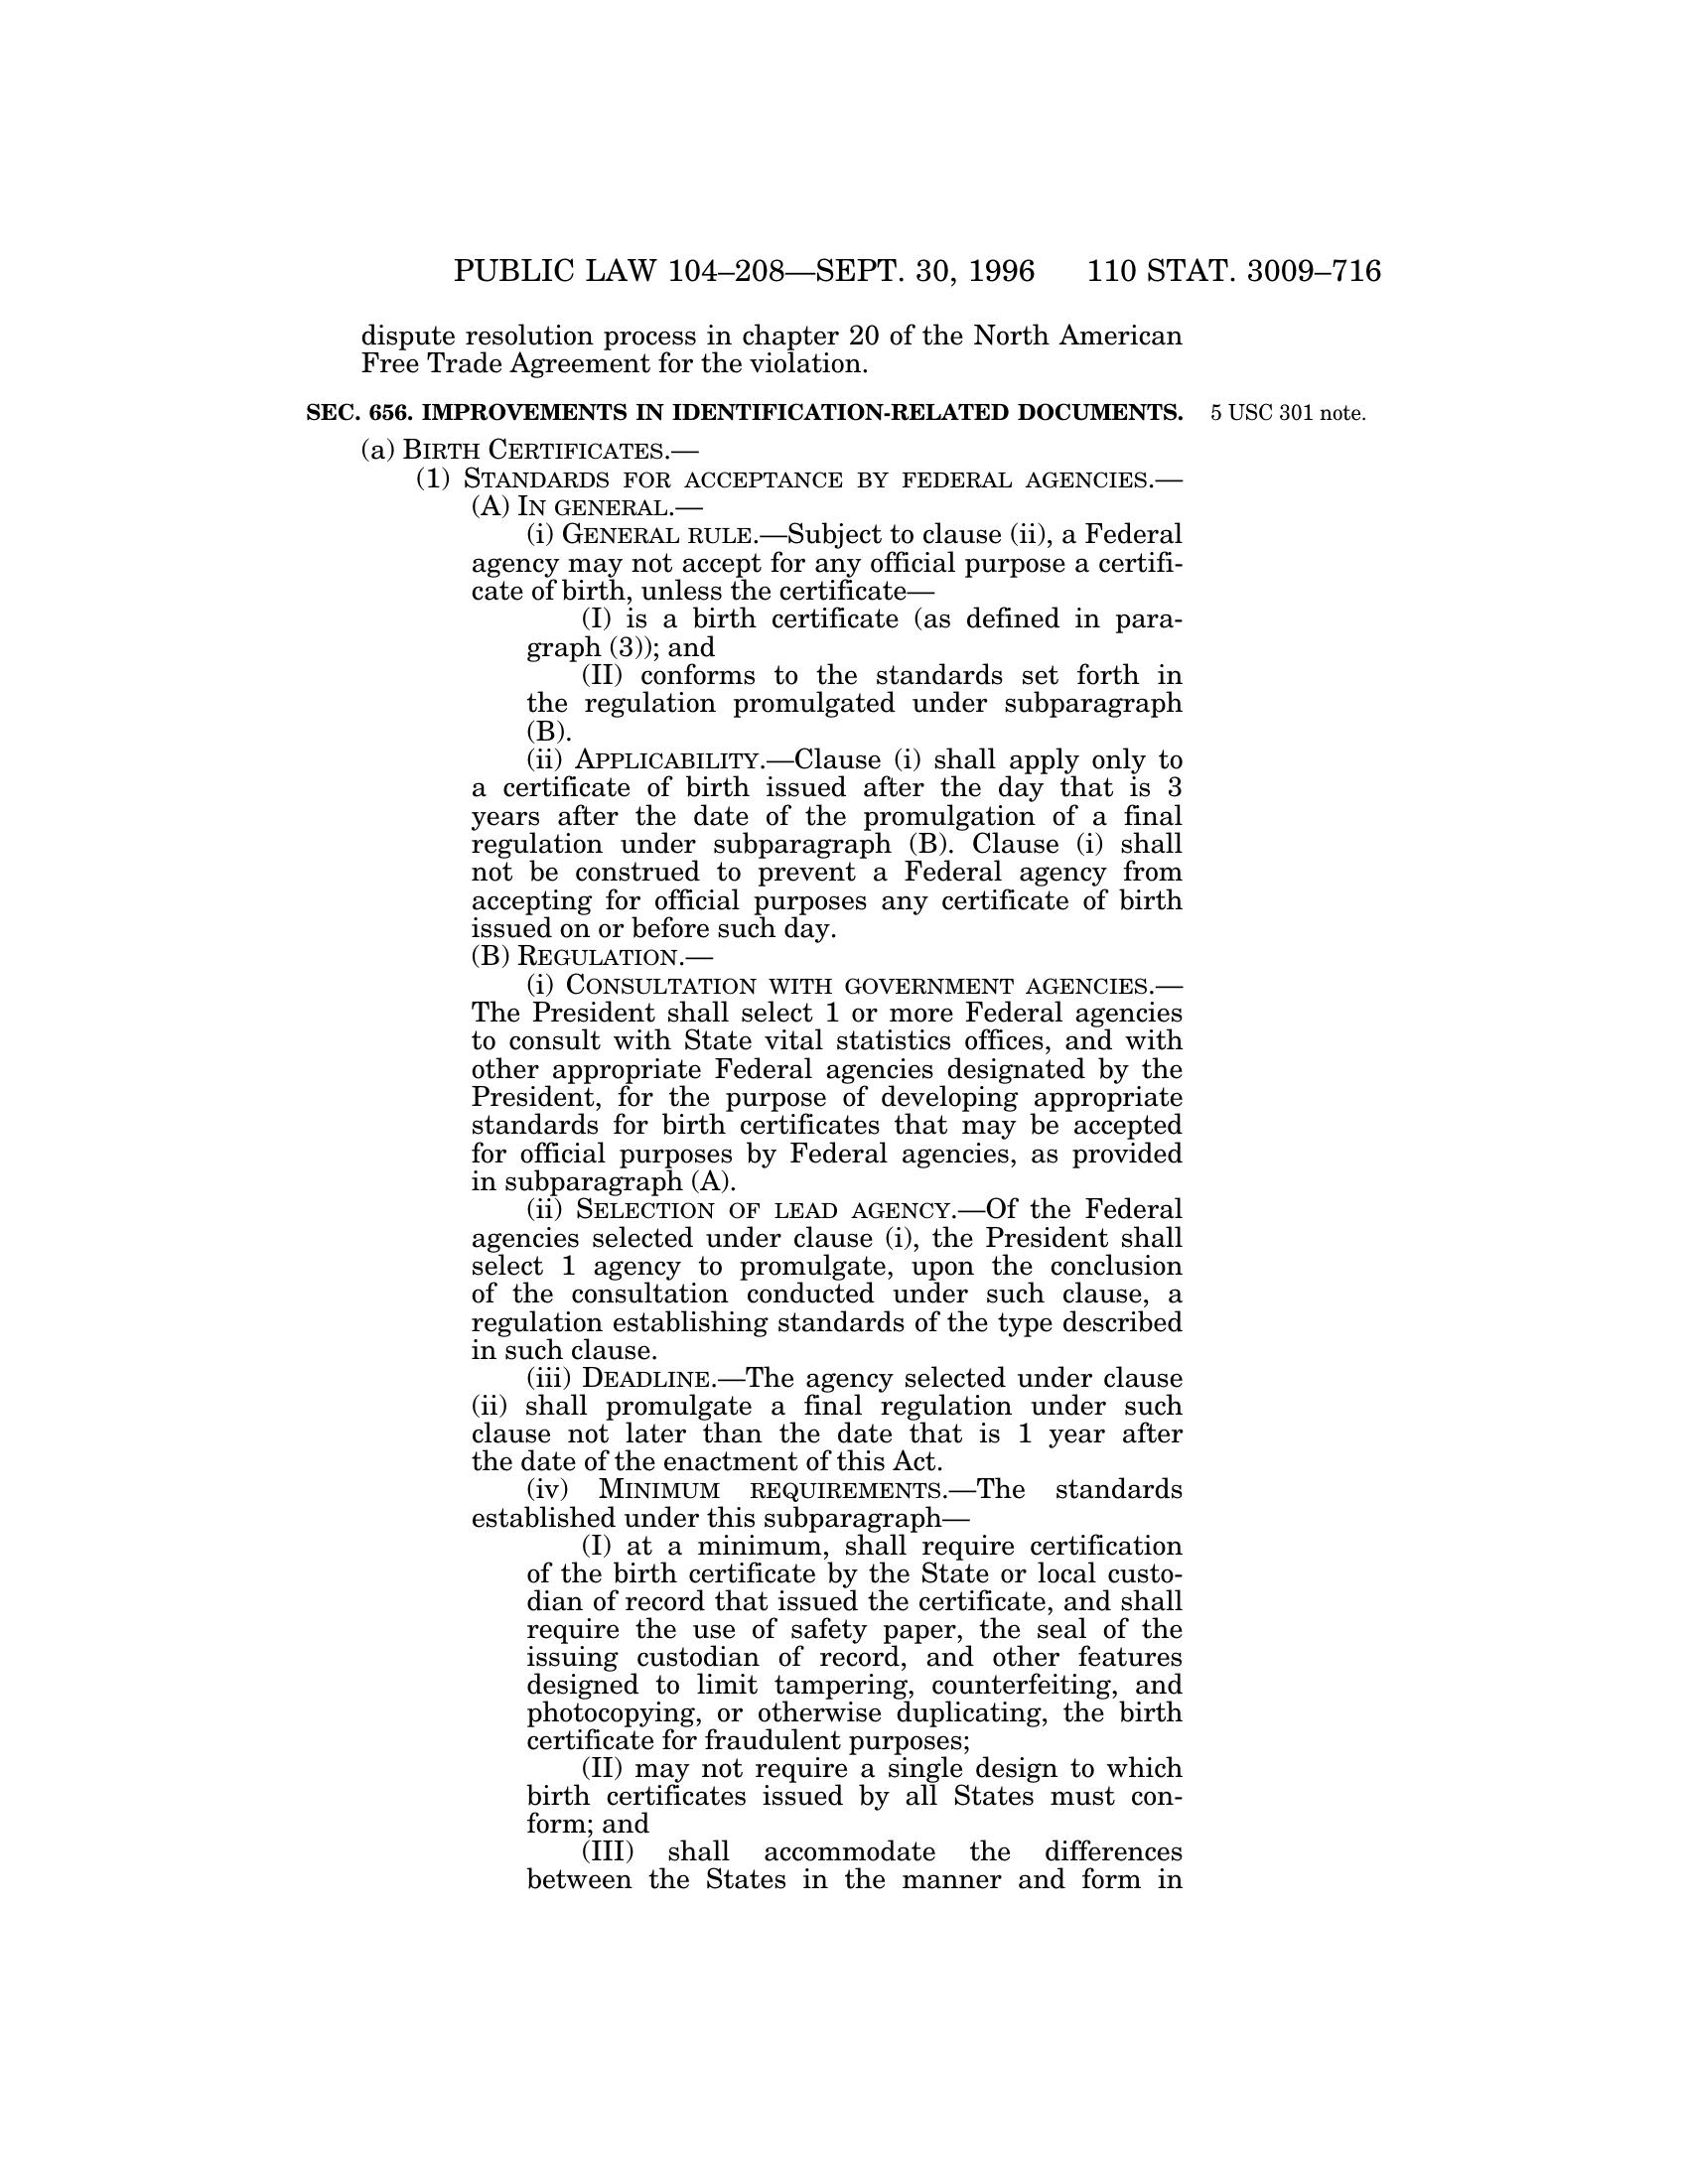 PUBLIC LAW 104–208—SEPT. 30, 1996 110 STAT. 3009–716
dispute resolution process in chapter 20 of the North American
Free Trade Agreement for the violation.
SEC. 656. IMPROVEMENTS IN IDENTIFICATION-RELATED DOCUMENTS. 5 USC 301 note.
(a) BIRTH CERTIFICATES.—
(1) STANDARDS FOR ACCEPTANCE BY FEDERAL AGENCIES.—
(A) IN GENERAL.—
(i) GENERAL RULE.—Subject to clause (ii), a Federal
agency may not accept for any official purpose a certifi-
cate of birth, unless the certificate—
(I) is a birth certificate (as defined in para-
graph (3)); and
(II) conforms to the standards set forth in
the regulation promulgated under subparagraph
(B).
(ii) APPLICABILITY.—Clause (i) shall apply only to
a certificate of birth issued after the day that is 3
years after the date of the promulgation of a final
regulation under subparagraph (B). Clause (i) shall
not be construed to prevent a Federal agency from
accepting for official purposes any certificate of birth
issued on or before such day.
(B) REGULATION.—
(i) CONSULTATION WITH GOVERNMENT AGENCIES.—
The President shall select 1 or more Federal agencies
to consult with State vital statistics offices, and with
other appropriate Federal agencies designated by the
President, for the purpose of developing appropriate
standards for birth certificates that may be accepted
for official purposes by Federal agencies, as provided
in subparagraph (A).
(ii) SELECTION OF LEAD AGENCY.—Of the Federal
agencies selected under clause (i), the President shall
select 1 agency to promulgate, upon the conclusion
of the consultation conducted under such clause, a
regulation establishing standards of the type described
in such clause.
(iii) DEADLINE.—The agency selected under clause
(ii) shall promulgate a final regulation under such
clause not later than the date that is 1 year after
the date of the enactment of this Act.
(iv) MINIMUM REQUIREMENTS.—The standards
established under this subparagraph—
(I) at a minimum, shall require certification
of the birth certificate by the State or local custo-
dian of record that issued the certificate, and shall
require the use of safety paper, the seal of the
issuing custodian of record, and other features
designed to limit tampering, counterfeiting, and
photocopying, or otherwise duplicating, the birth
certificate for fraudulent purposes;
(II) may not require a single design to which
birth certificates issued by all States must con-
form; and
(III) shall accommodate the differences
between the States in the manner and form in